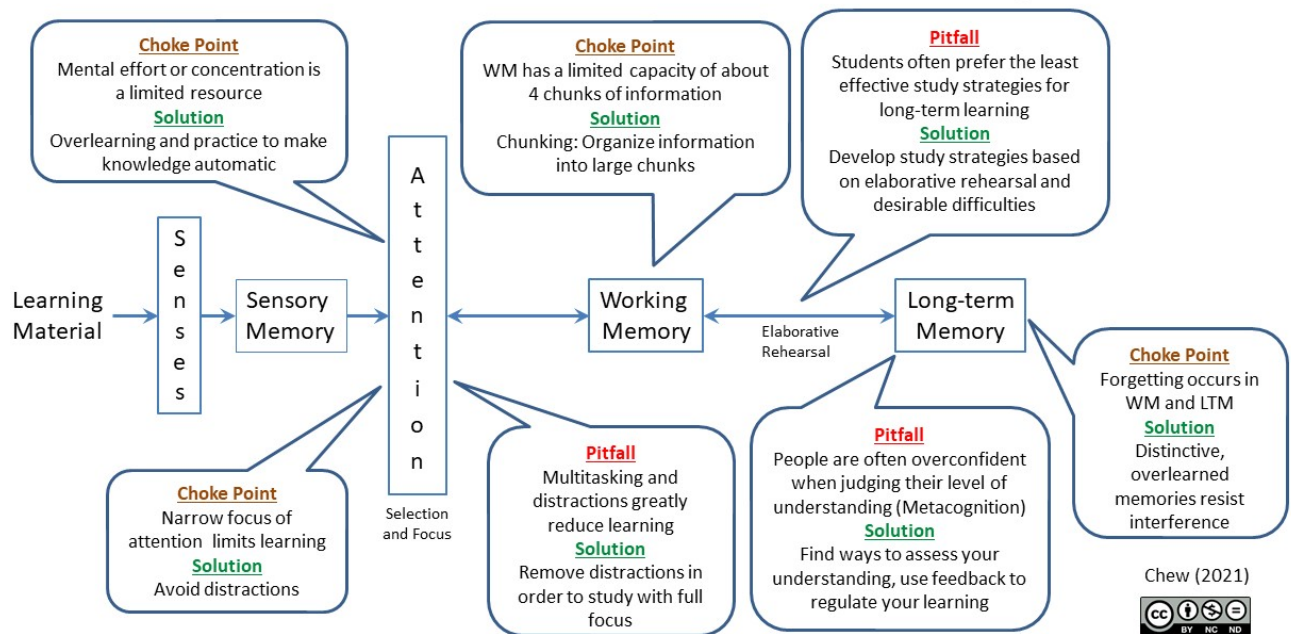 Choke Point
Mental effort or concentration is
a limited resource
Solution
Overlearning and practice to make
knowledge automatic
Choke Point
WM has a limited capacity of about
4 chunks of information
Solution
Chunking: Organize information
into large chunks
Pitfall
Students often prefer the least
effective study strategies for
long-term learning
Solution
Develop study strategies based
on elaborative rehearsal and
desirable difficulties
Learning
Material
Senses
Sensory
Memory
Attention
Selection
and Focus
Working
Memory
Elaborative
Rehearsal
Long-term
Memory
Choke Point
Narrow focus of
attention limits learning
Solution
Avoid distractions
Pitfall
Multitasking and
distractions greatly
reduce learning
Solution
Remove distractions in
order to study with full
focus
Pitfall
People are often overconfident
when judging their level of
understanding (Metacognition)
Solution
Find ways to assess your
understanding, use feedback to
regulate your learning
Choke Point
Forgetting occurs in
WM and LTM
Solution
Distinctive,
overlearned
memories resist
interference
Chew (2021)
cc
BY NC ND